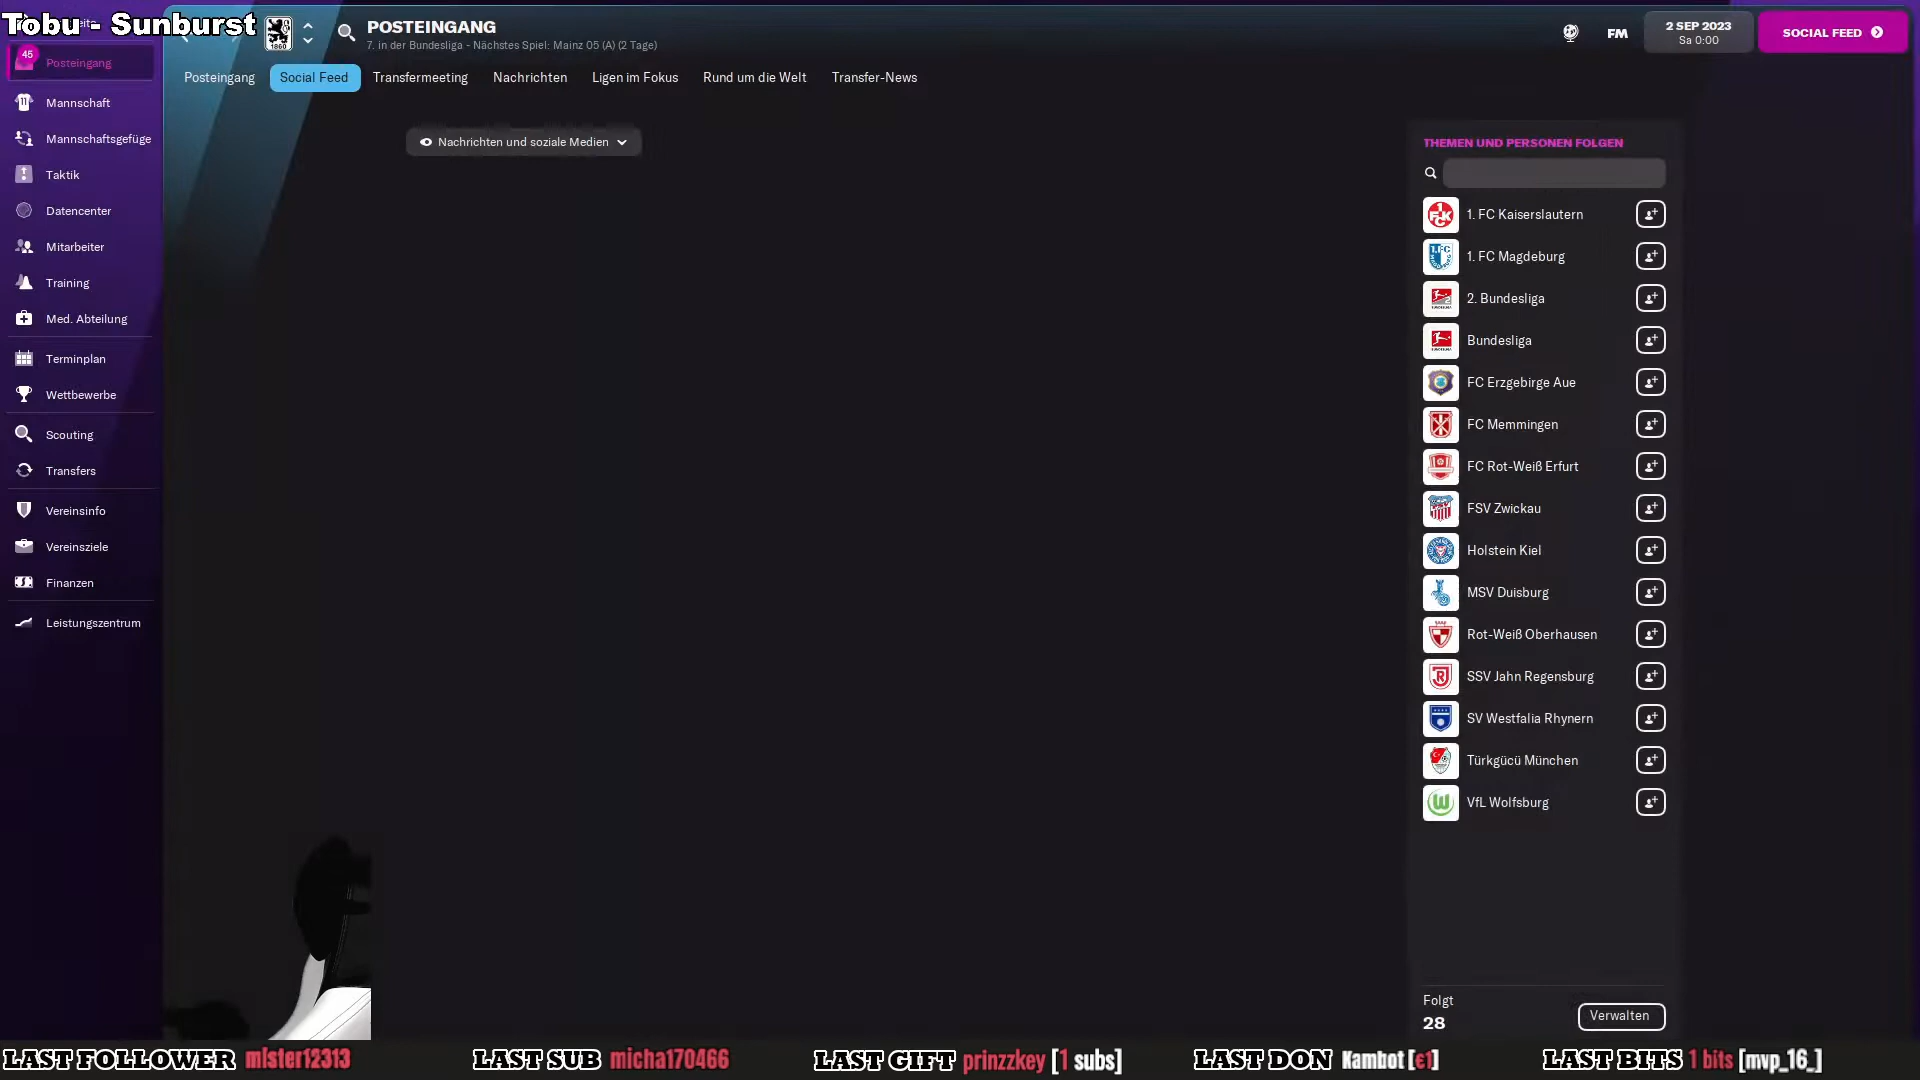 Tobu - Sunburst
POSTEINGANG
7. in der Bundesliga - Nächstes Spiel: Mainz 05 (A) (2 Tage)
FM
2 SEP 2023
Sa 0:00
SOCIAL FEED
45
Posteingang
Mannschaft
Mannschaftsgefüge
Taktik
Datencenter
Mitarbeiter
Training
Med. Abteilung
Terminplan
Wettbewerbe
Scouting
Transfers
Vereinsinfo
Vereinsziele
Finanzen
Leistungszentrum
Posteingang
Social Feed
Transfermeeting
Nachrichten
Ligen im Fokus
Rund um die Welt
Transfer-News
Nachrichten und soziale Medien
THEMEN UND PERSONEN FOLGEN
1. FC Kaiserslautern
1. FC Magdeburg
2. Bundesliga
Bundesliga
FC Erzgebirge Aue
FC Memmingen
FC Rot-Weiß Erfurt
FSV Zwickau
Holstein Kiel
MSV Duisburg
Rot-Weiß Oberhausen
SSV Jahn Regensburg
SV Westfalia Rhynern
Türkgücü München
VfL Wolfsburg
Folgt
28
Verwalten
LAST FOLLOWER mister12313
LAST SUB micha170466
LAST GIFT prinzzkey [1 subs]
LAST DON Kambot [€1]
LAST BITS 1 bits [mvp_16_]